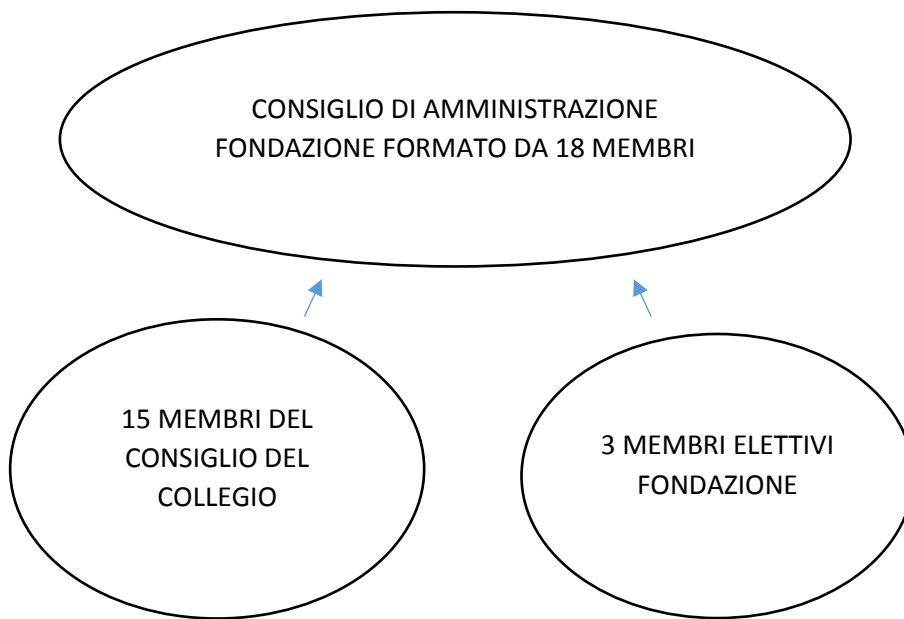 CONSIGLIO DI AMMINISTRAZIONE
FONDAZIONE FORMATO DA 18 MEMBRI
15 MEMBRI DEL
CONSIGLIO DEL
COLLEGIO
3 MEMBRI ELETTIVI
FONDAZIONE